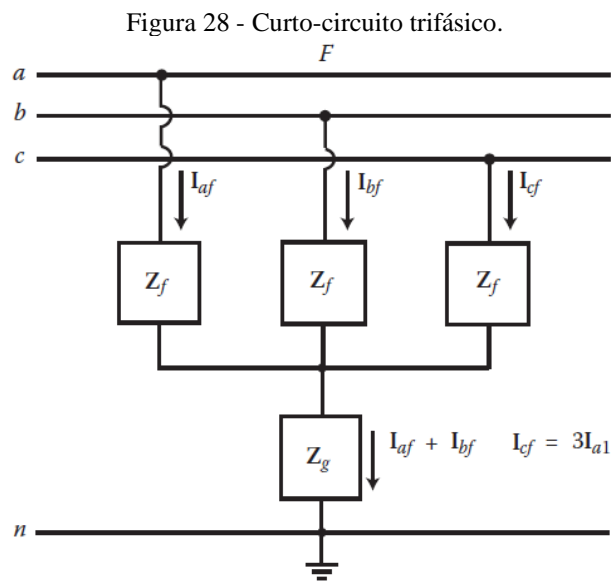 Figura 28 - Curto-circuito trifásico.
F
a
b
c
I_af I_bf I_cf
Z_f Z_f Z_f
Z_g I_af + I_bf I_cf = 3I_a1
n